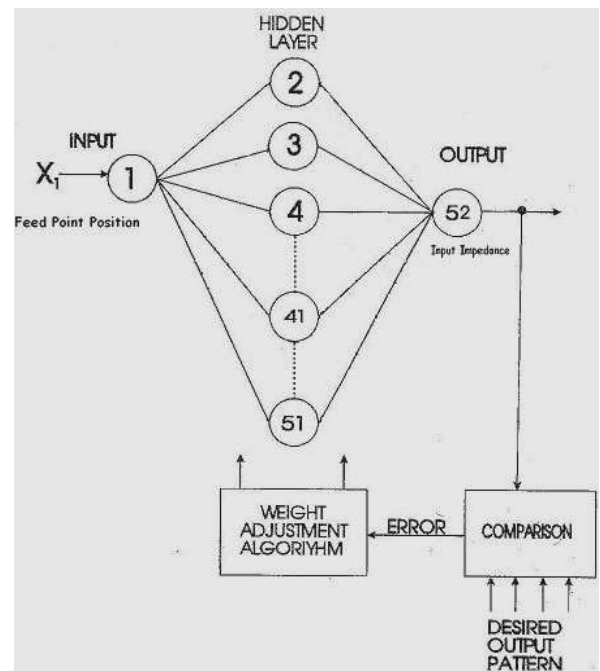 HIDDEN
LAYER
2
INPUT
3
OUTPUT
X₁
1
4
52
Feed Point Position
Input Impedance
41
51
WEIGHT
ADJUSTMENT
ALGORIYHM
ERROR
COMPARISON
DESIRED
OUTPUT
PATTERN